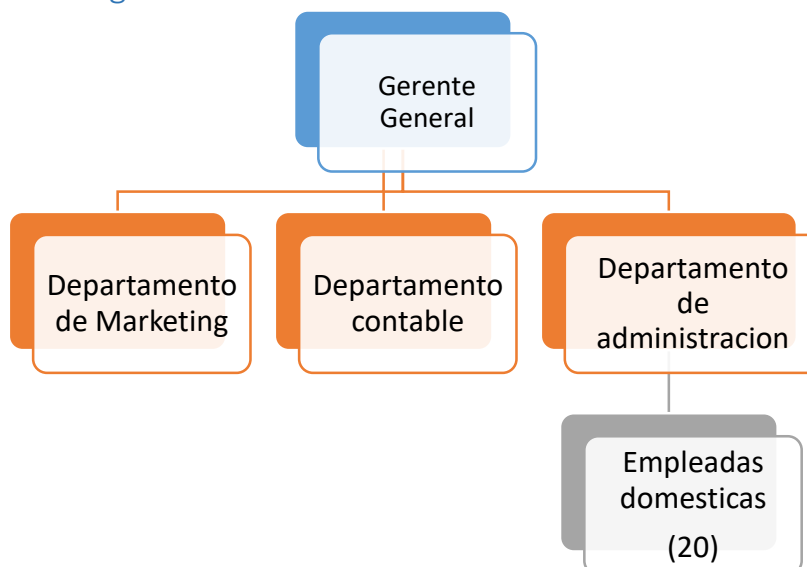 Gerente
General
Departamento
de Marketing
Departamento
contable
Departamento
de
administracion
Empleadas
domesticas
(20)